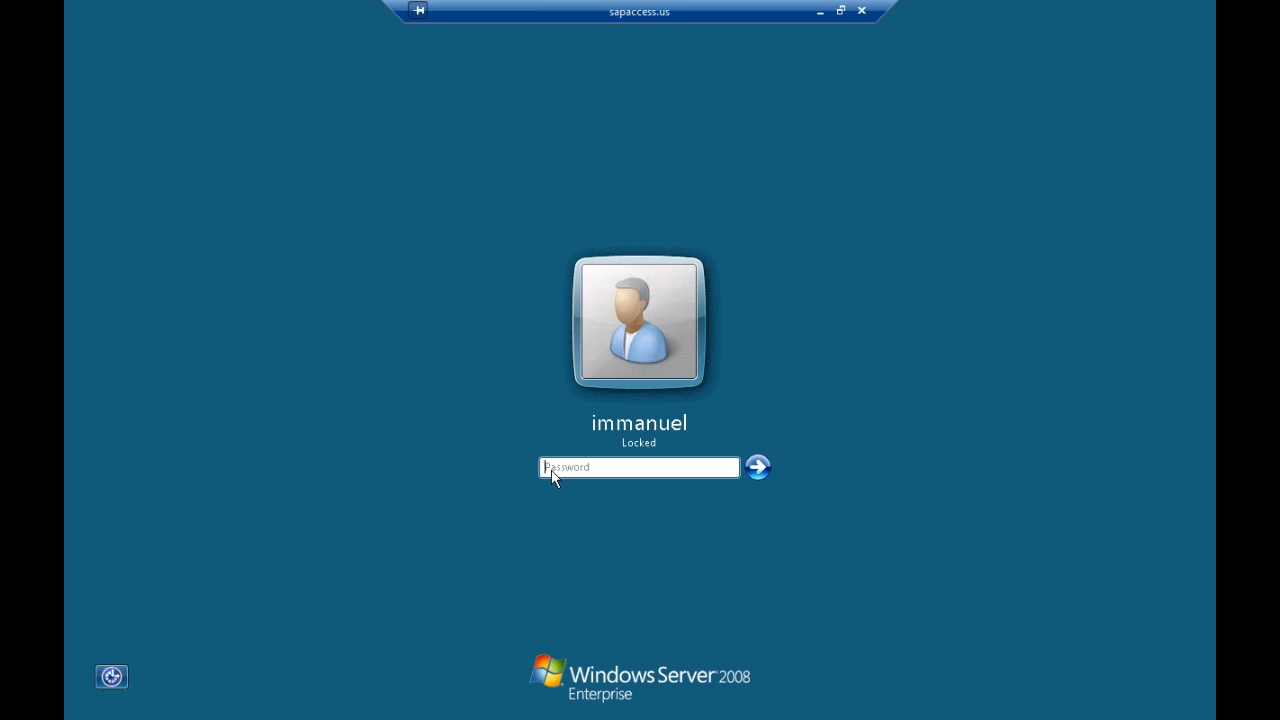 sapaccess.us
immanuel
Locked
Password
Windows Server 2008
Enterprise